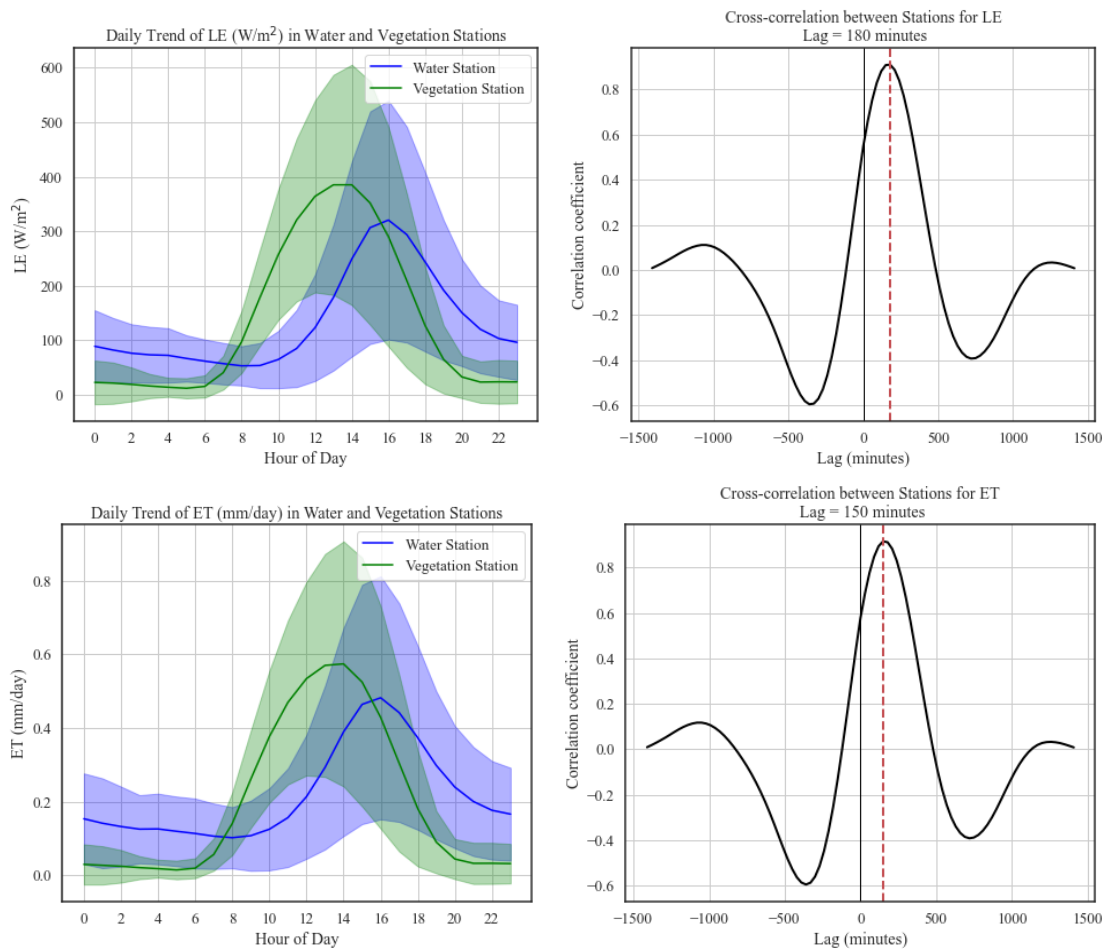 Daily Trend of LE (W/m²) in Water and Vegetation Stations
Water Station
Vegetation Station
600
500
400
300
200
100
0
LE (W/m²)
0 2 4 6 8 10 12 14 16 18 20 22
Hour of Day
Cross-correlation between Stations for LE
Lag = 180 minutes
0.8
0.6
0.4
0.2
0.0
−0.2
−0.4
−0.6
Correlation coefficient
−1500 −1000 −500 0 500 1000 1500
Lag (minutes)
Daily Trend of ET (mm/day) in Water and Vegetation Stations
Water Station
Vegetation Station
0.8
0.6
0.4
0.2
0.0
ET (mm/day)
0 2 4 6 8 10 12 14 16 18 20 22
Hour of Day
Cross-correlation between Stations for ET
Lag = 150 minutes
0.8
0.6
0.4
0.2
0.0
−0.2
−0.4
−0.6
Correlation coefficient
−1500 −1000 −500 0 500 1000 1500
Lag (minutes)